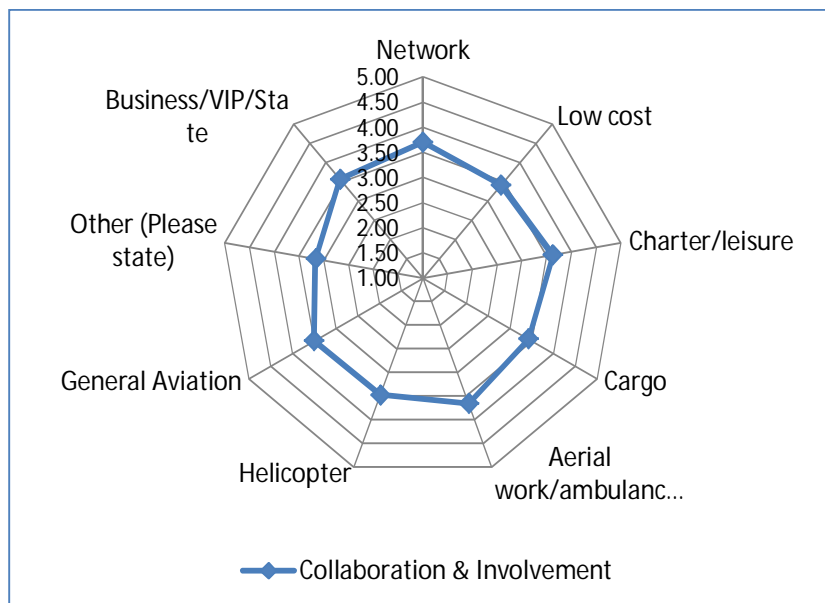 Network
5.00
4.50
4.00
3.50
3.00
2.50
2.00
1.50
1.00
Low cost
Charter/leisure
Cargo
Aerial
work/ambulanc...
Helicopter
General Aviation
Other (Please
state)
Business/VIP/Sta
te
Collaboration & Involvement